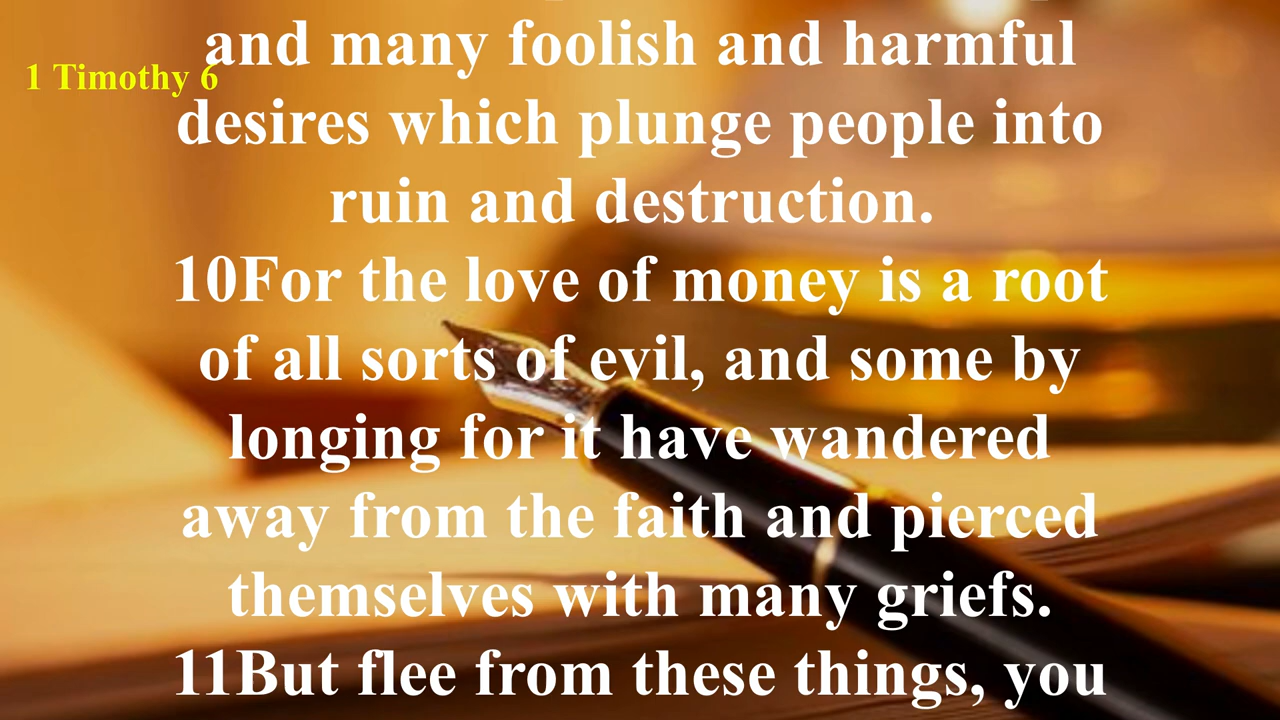 and many foolish and harmful
1 Timothy 6
desires which plunge people into
ruin and destruction.
10For the love of money is a root
of all sorts of evil, and some by
longing for it have wandered
away from the faith and pierced
themselves with many griefs.
11But flee from these things, you